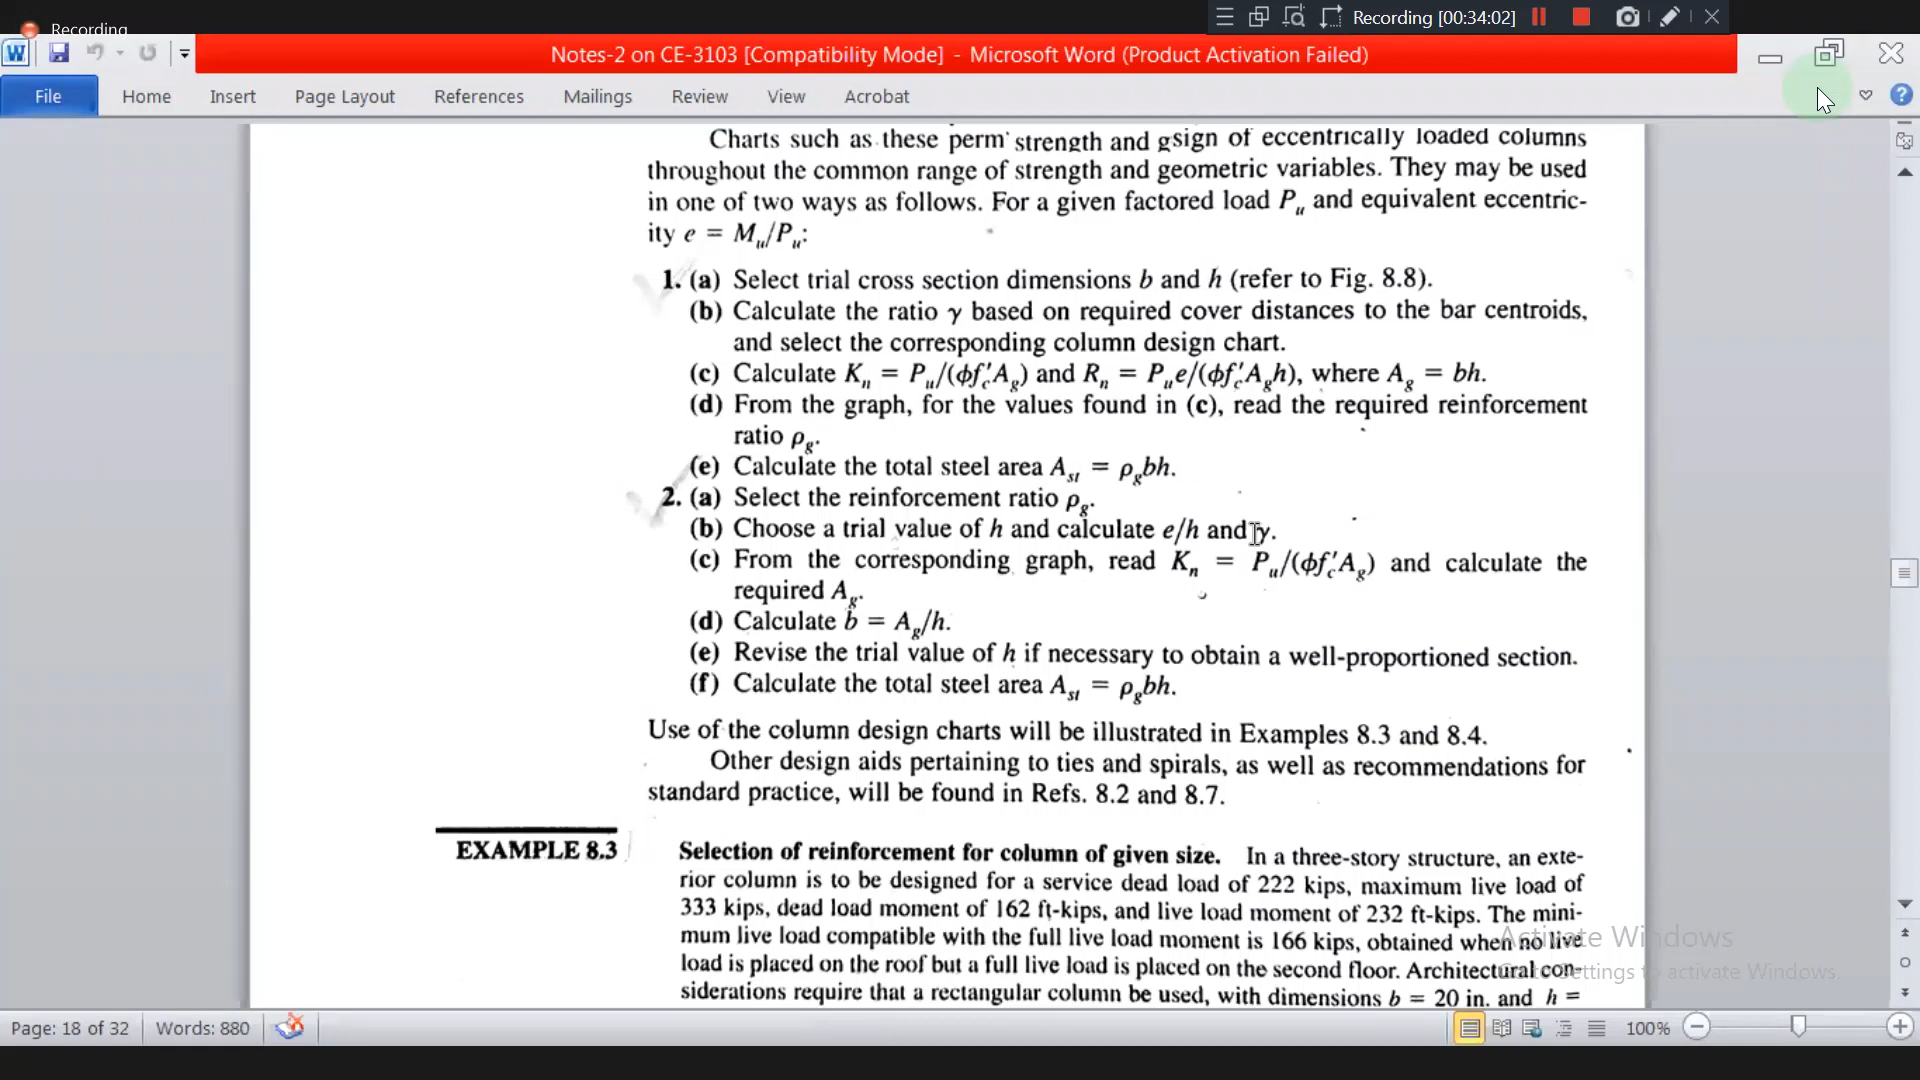 Recording
Recording [00:34:02]
Notes-2 on CE-3103 [Compatibility Mode] - Microsoft Word (Product Activation Failed)
File Home Insert Page Layout References Mailings Review View Acrobat
Charts such as these perm strength and gsign of eccentrically loaded columns
throughout the common range of strength and geometric variables. They may be used
in one of two ways as follows. For a given factored load Pu and equivalent eccentric-
ity e = Mu/Pu:
1. (a) Select trial cross section dimensions b and h (refer to Fig. 8.8).
(b) Calculate the ratio γ based on required cover distances to the bar centroids,
and select the corresponding column design chart.
(c) Calculate Kn = Pu/(ϕf′cAg) and Rn = Pue/(ϕf′cAgh), where Ag = bh.
(d) From the graph, for the values found in (c), read the required reinforcement
ratio ρg.
(e) Calculate the total steel area Ast = ρgbh.
2. (a) Select the reinforcement ratio ρg.
(b) Choose a trial value of h and calculate e/h and γ.
(c) From the corresponding graph, read Kn = Pu/(ϕf′cAg) and calculate the
required Ag.
(d) Calculate b = Ag/h.
(e) Revise the trial value of h if necessary to obtain a well-proportioned section.
(f) Calculate the total steel area Ast = ρgbh.
Use of the column design charts will be illustrated in Examples 8.3 and 8.4.
Other design aids pertaining to ties and spirals, as well as recommendations for
standard practice, will be found in Refs. 8.2 and 8.7.
EXAMPLE 8.3
Selection of reinforcement for column of given size. In a three-story structure, an exte-
rior column is to be designed for a service dead load of 222 kips, maximum live load of
333 kips, dead load moment of 162 ft-kips, and live load moment of 232 ft-kips. The mini-
mum live load compatible with the full live load moment is 166 kips, obtained when no live
load is placed on the roof but a full live load is placed on the second floor. Architectural con-
siderations require that a rectangular column be used, with dimensions b = 20 in. and h =
Activate Windows
Go to Settings to activate Windows.
Page: 18 of 32 Words: 880 100%